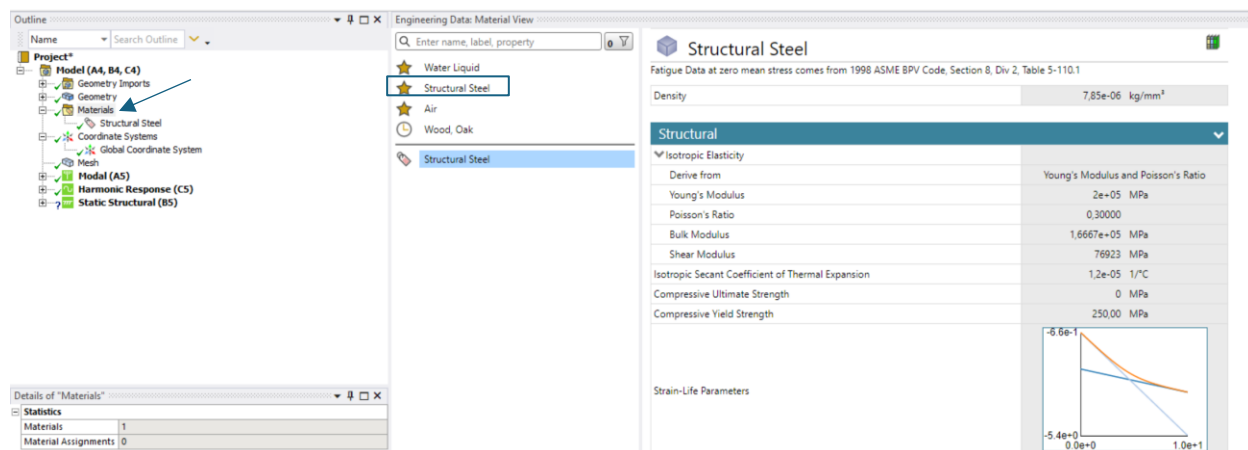 Outline
Name Search Outline
Project*
Model (A4, B4, C4)
Geometry Imports
Geometry
Materials
Structural Steel
Coordinate Systems
Global Coordinate System
Mesh
Modal (A5)
Harmonic Response (C5)
Static Structural (B5)
Details of "Materials"
Statistics
Materials 1
Material Assignments 0
Engineering Data: Material View
Enter name, label, property 0
Water Liquid
Structural Steel
Air
Wood, Oak
Structural Steel
Structural Steel
Fatigue Data at zero mean stress comes from 1998 ASME BPV Code, Section 8, Div 2, Table 5-110.1
Density 7,85e-06 kg/mm³
Structural
Isotropic Elasticity
Derive from Young's Modulus and Poisson's Ratio
Young's Modulus 2e+05 MPa
Poisson's Ratio 0,30000
Bulk Modulus 1,6667e+05 MPa
Shear Modulus 76923 MPa
Isotropic Secant Coefficient of Thermal Expansion 1,2e-05 1/°C
Compressive Ultimate Strength 0 MPa
Compressive Yield Strength 250,00 MPa
Strain-Life Parameters
-6.6e-1
-5.4e+0
0.0e+0 1.0e+1